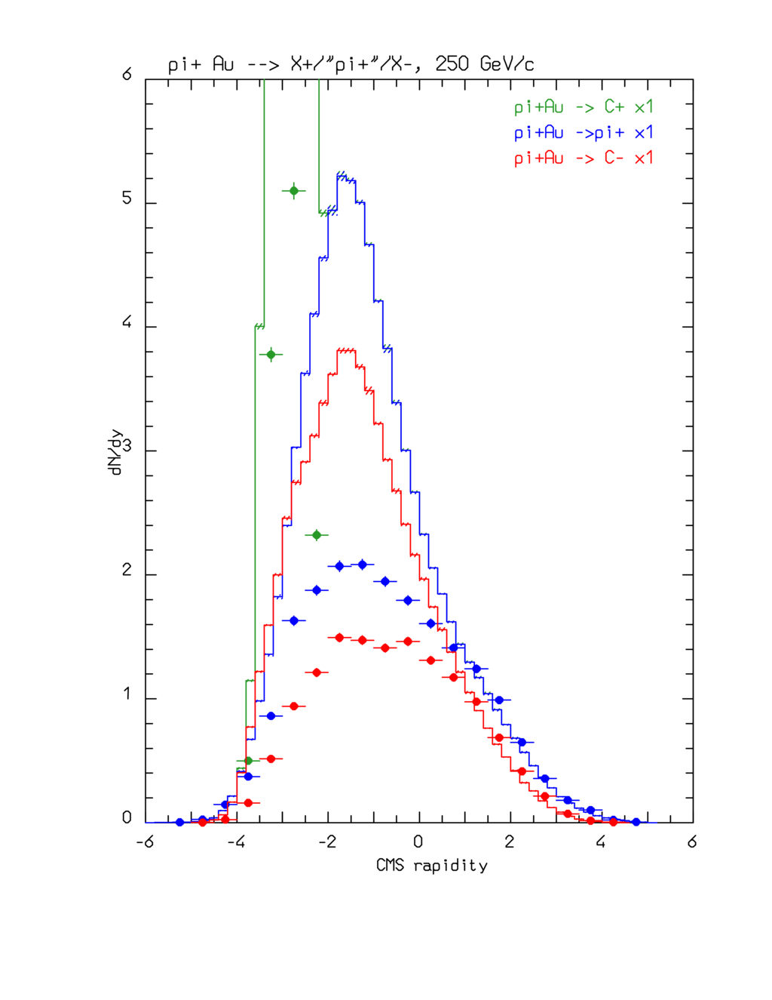 pi+ Au --> X+/"pi+"/X-, 250 GeV/c
6
pi+Au -> C+ x1
pi+Au ->pi+ x1
pi+Au -> C- x1
5
4
3
dN/dy
2
1
0
-6 -4 -2 0 2 4 6
CMS rapidity